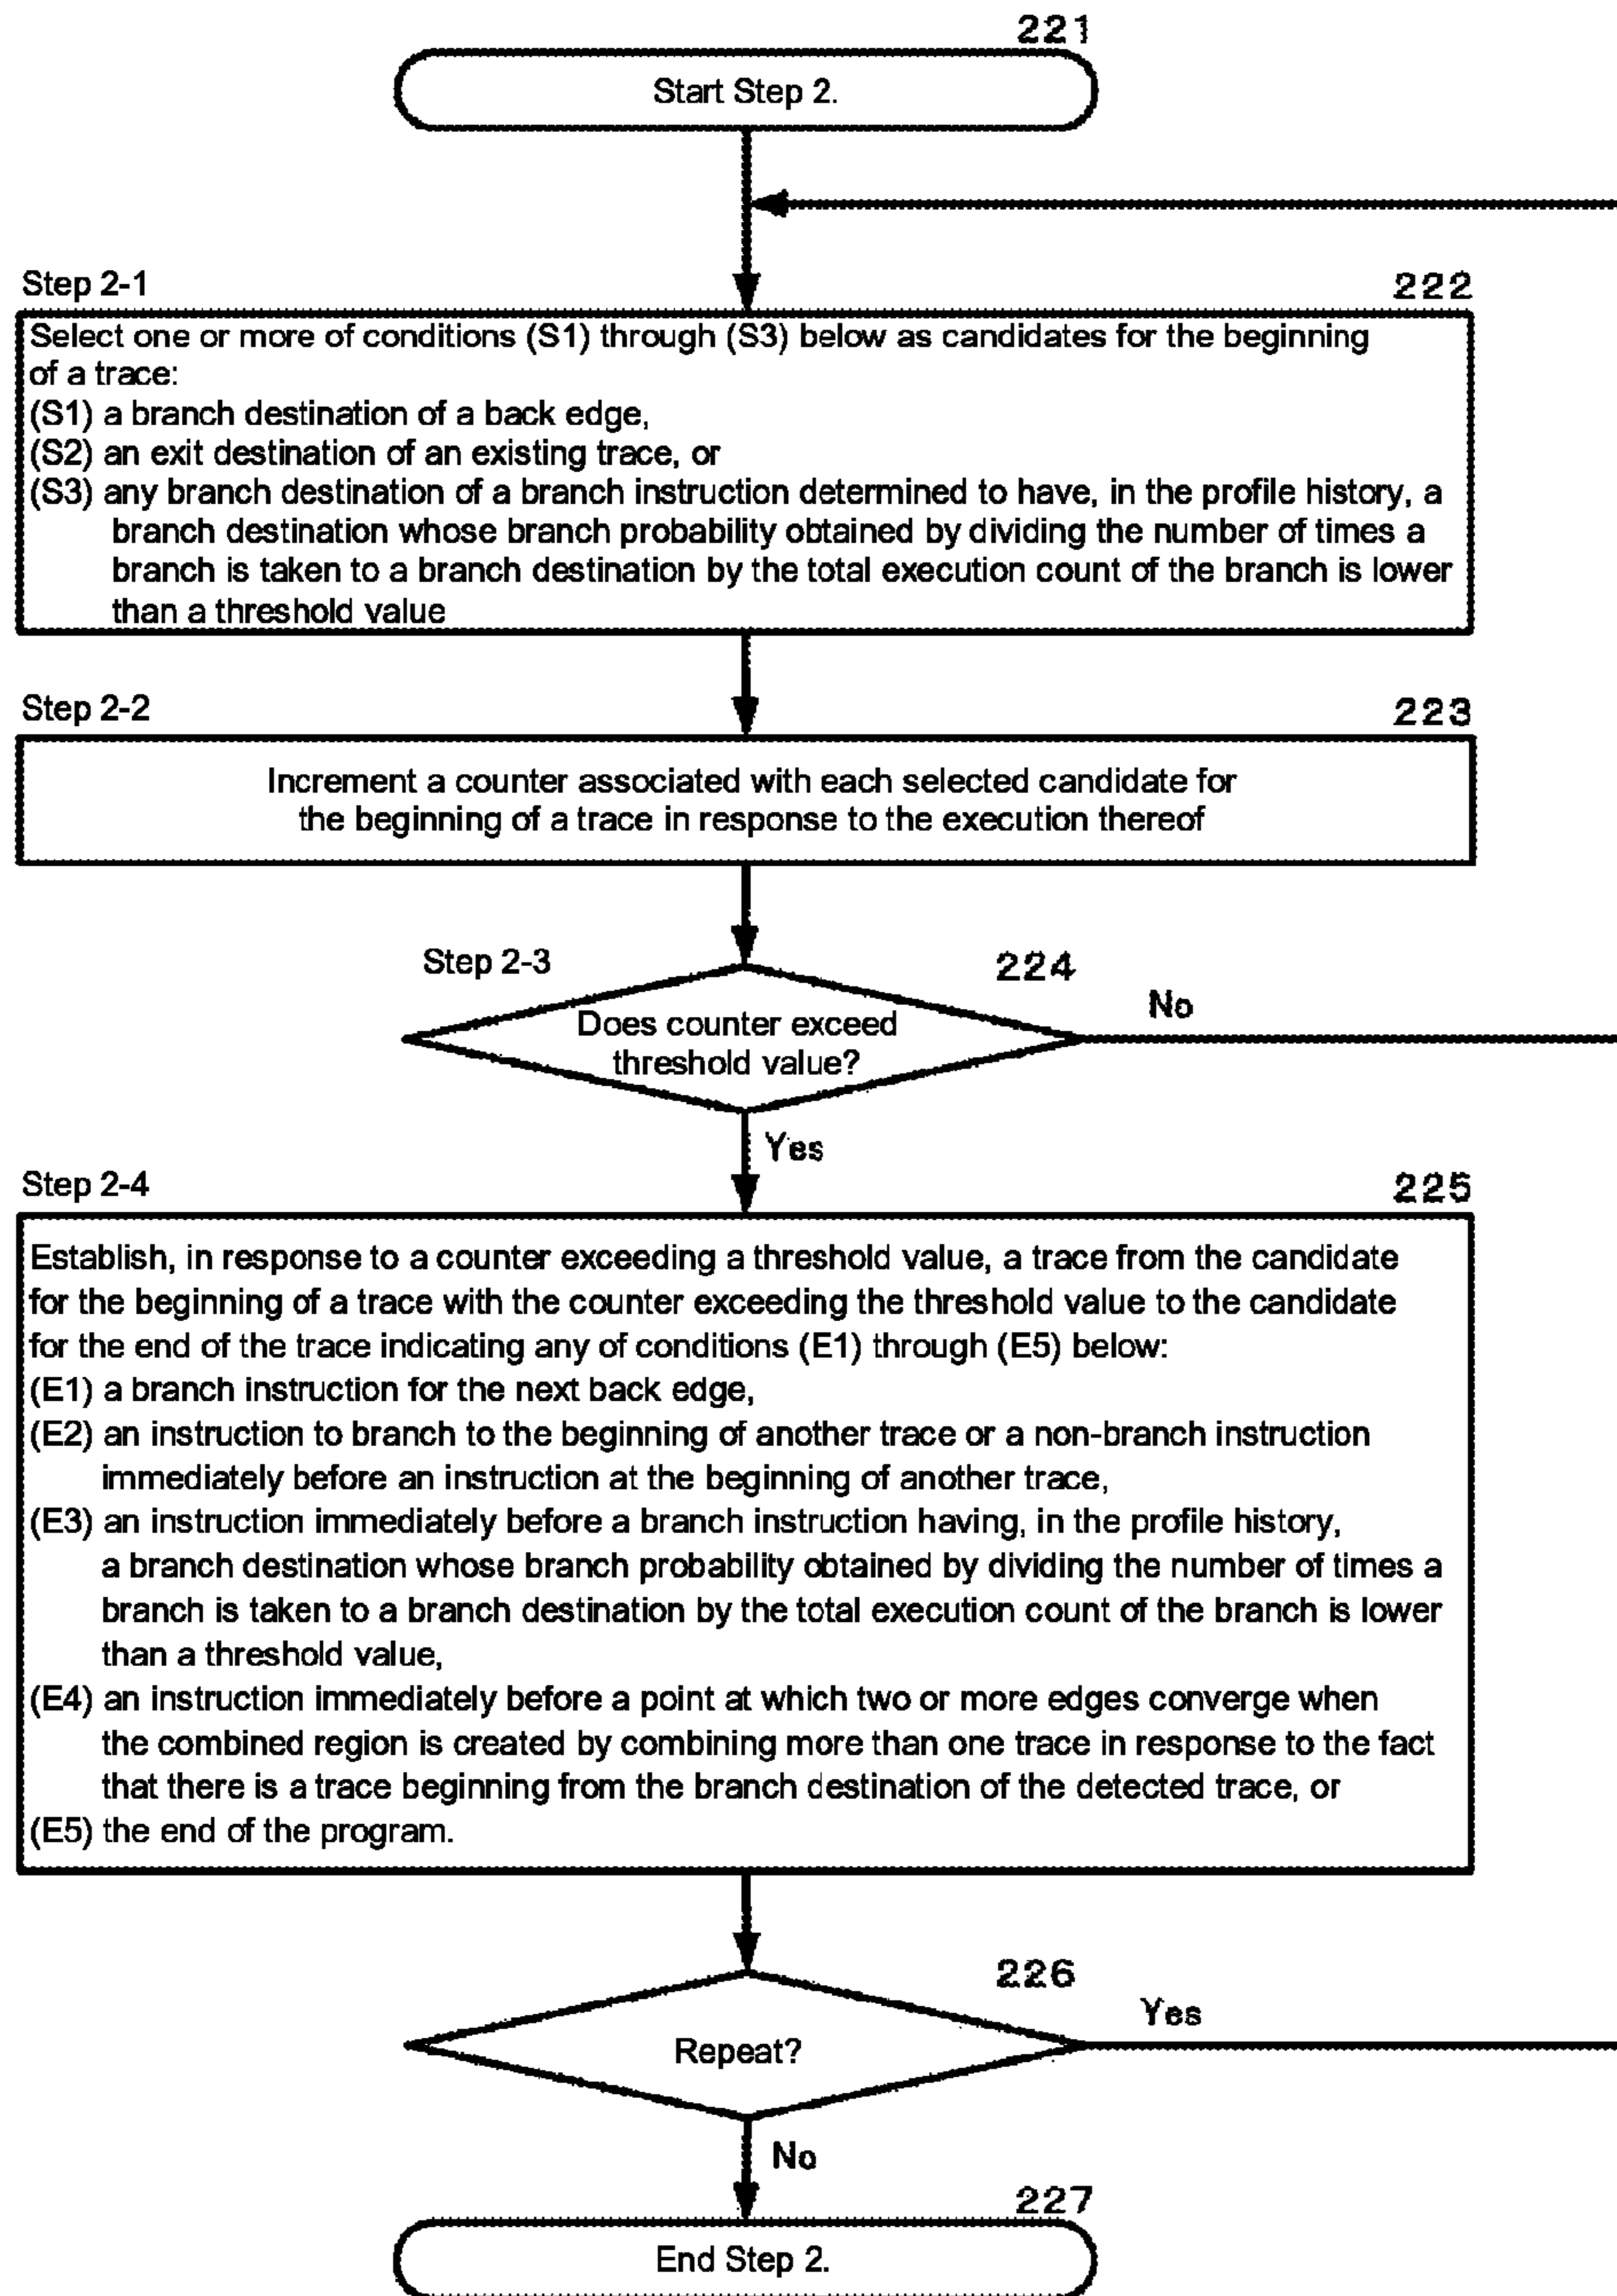 221
Start Step 2.
Step 2-1
222
Select one or more of conditions (S1) through (S3) below as candidates for the beginning
of a trace:
(S1) a branch destination of a back edge,
(S2) an exit destination of an existing trace, or
(S3) any branch destination of a branch instruction determined to have, in the profile history, a
branch destination whose branch probability obtained by dividing the number of times a
branch is taken to a branch destination by the total execution count of the branch is lower
than a threshold value
Step 2-2
223
Increment a counter associated with each selected candidate for
the beginning of a trace in response to the execution thereof
Step 2-3
224
No
Does counter exceed
threshold value?
Yes
Step 2-4
225
Establish, in response to a counter exceeding a threshold value, a trace from the candidate
for the beginning of a trace with the counter exceeding the threshold value to the candidate
for the end of the trace indicating any of conditions (E1) through (E5) below:
(E1) a branch instruction for the next back edge,
(E2) an instruction to branch to the beginning of another trace or a non-branch instruction
immediately before an instruction at the beginning of another trace,
(E3) an instruction immediately before a branch instruction having, in the profile history,
a branch destination whose branch probability obtained by dividing the number of times a
branch is taken to a branch destination by the total execution count of the branch is lower
than a threshold value,
(E4) an instruction immediately before a point at which two or more edges converge when
the combined region is created by combining more than one trace in response to the fact
that there is a trace beginning from the branch destination of the detected trace, or
(E5) the end of the program.
226
Yes
Repeat?
No
227
End Step 2.